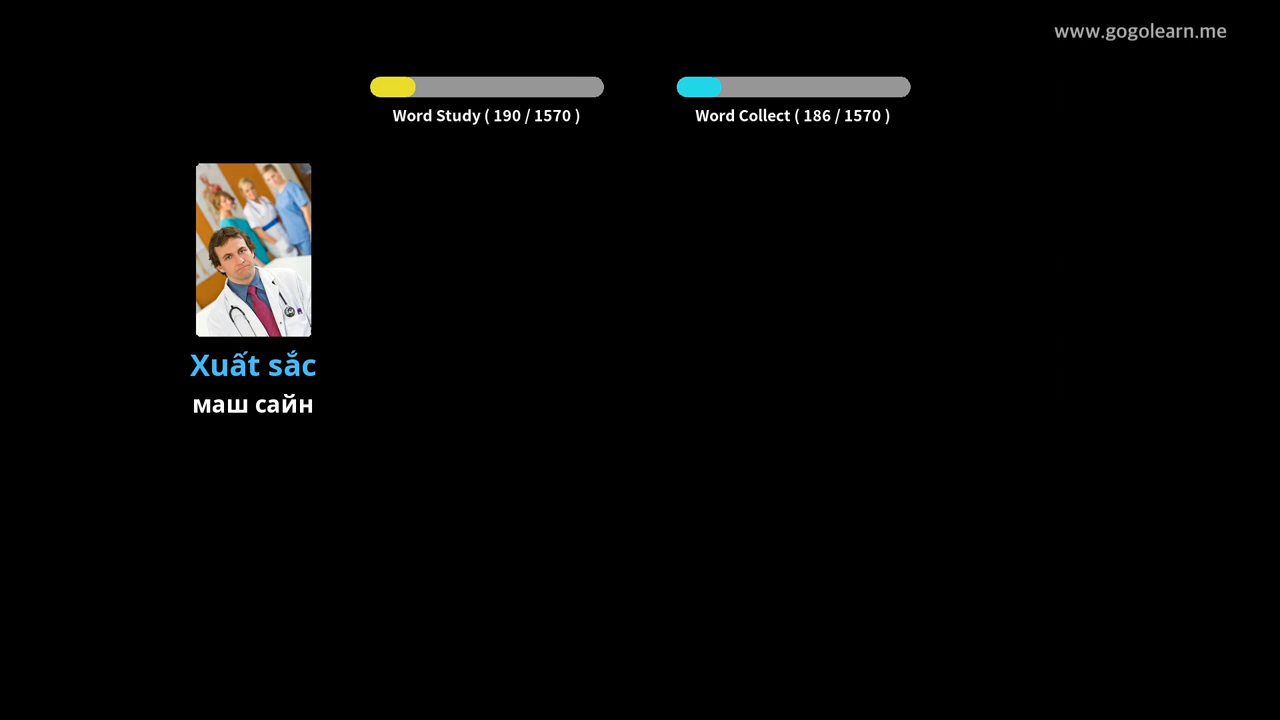 www.gogolearn.me
Word Study ( 190 / 1570 )
Word Collect ( 186 / 1570 )
Xuất sắc
маш сайн